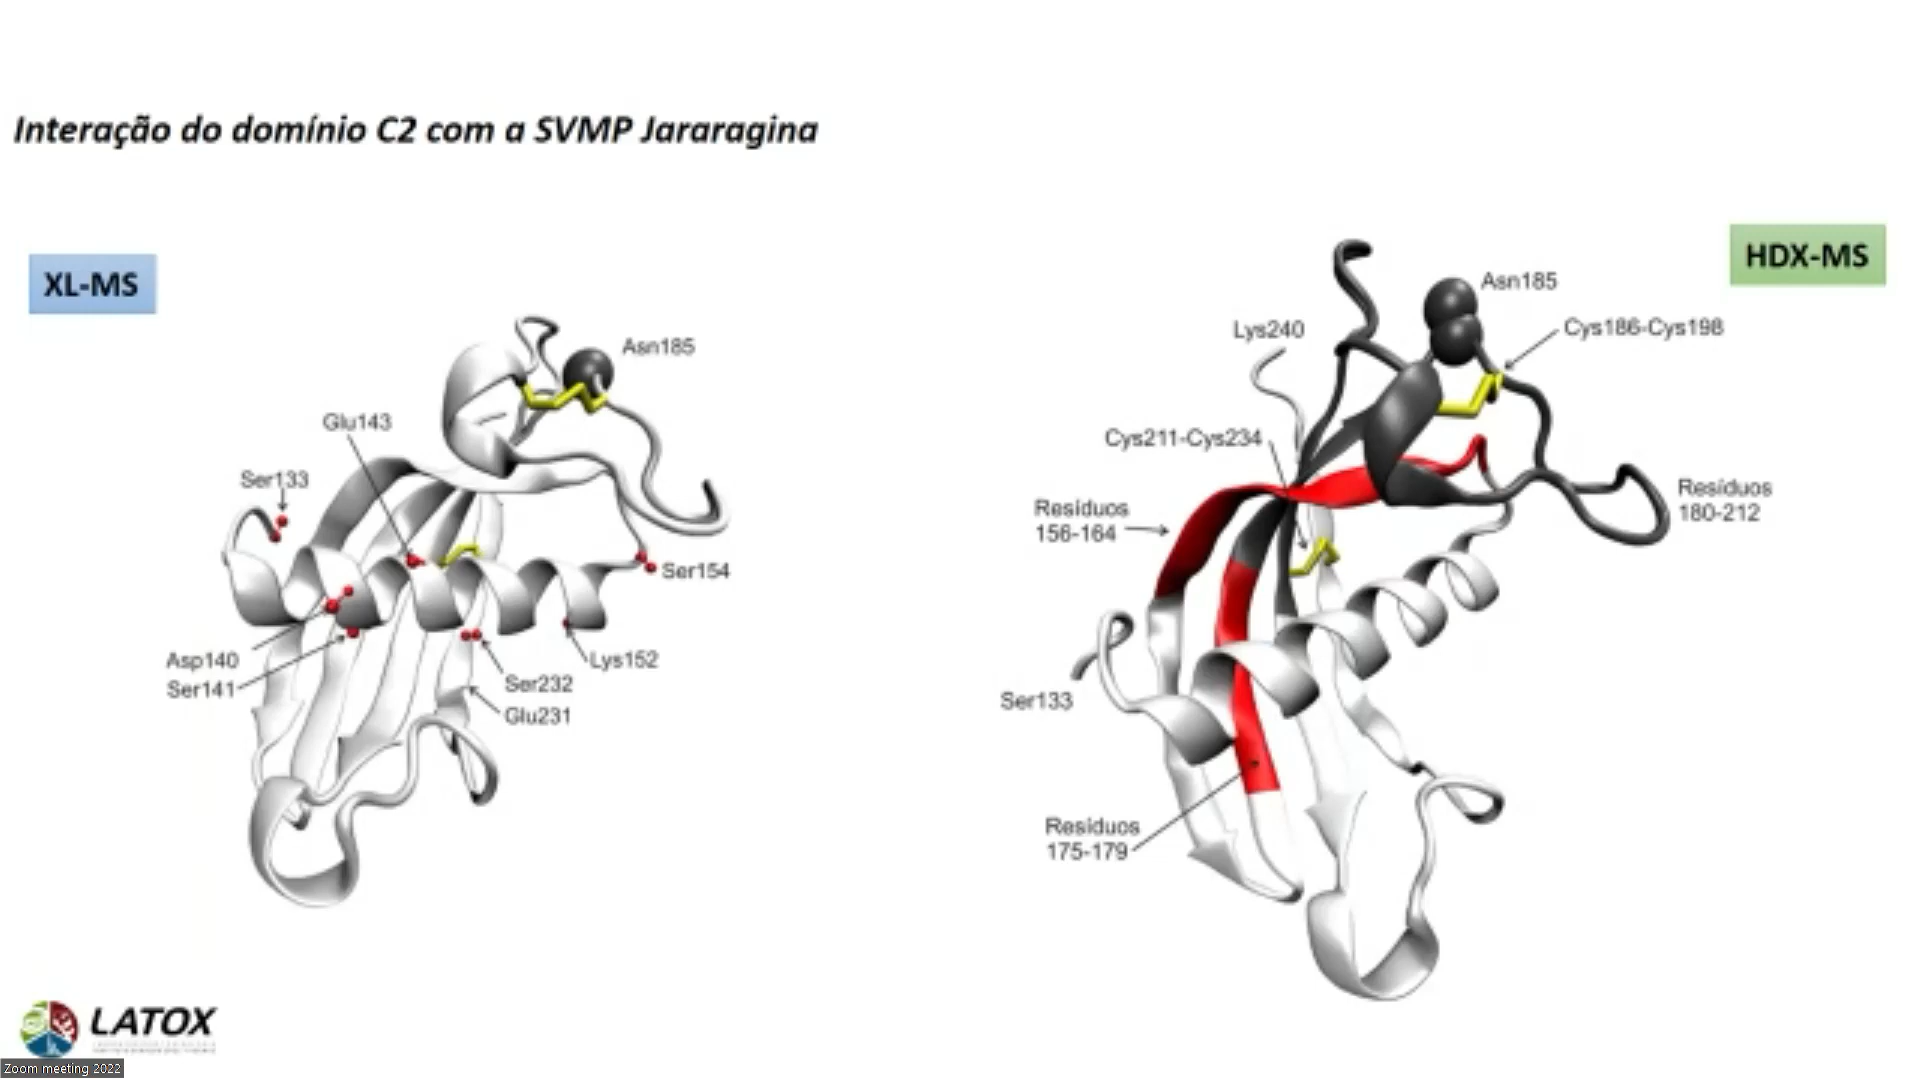 Interação do domínio C2 com a SVMP Jararagina
XL-MS
Asn185
Glu143
Ser133
Ser154
Asp140
Ser141
Lys152
Ser232
Glu231
HDX-MS
Asn185
Lys240
Cys186-Cys198
Cys211-Cys234
Resíduos
156-164
Resíduos
180-212
Ser133
Resíduos
175-179
LATOX
Zoom meeting 2022